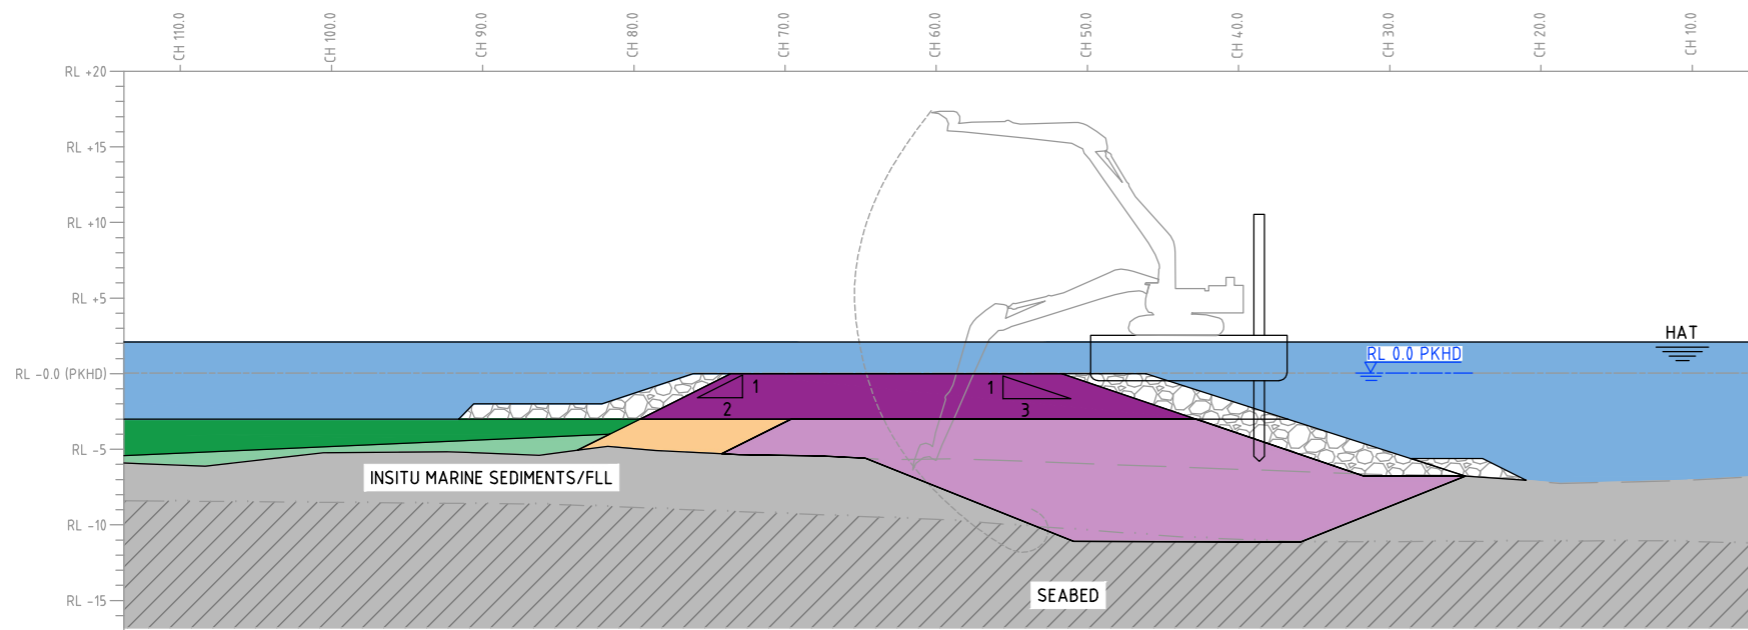 CH 110.0
CH 100.0
CH 90.0
CH 80.0
CH 70.0
CH 60.0
CH 50.0
CH 40.0
CH 30.0
CH 20.0
CH 10.0
RL +20
RL +15
RL +10
RL +5
HAT
RL 0.0 PKHD
RL -0.0 (PKHD)
1
2
1
3
RL -5
INSITU MARINE SEDIMENTS/FLL
RL -10
SEABED
RL -15